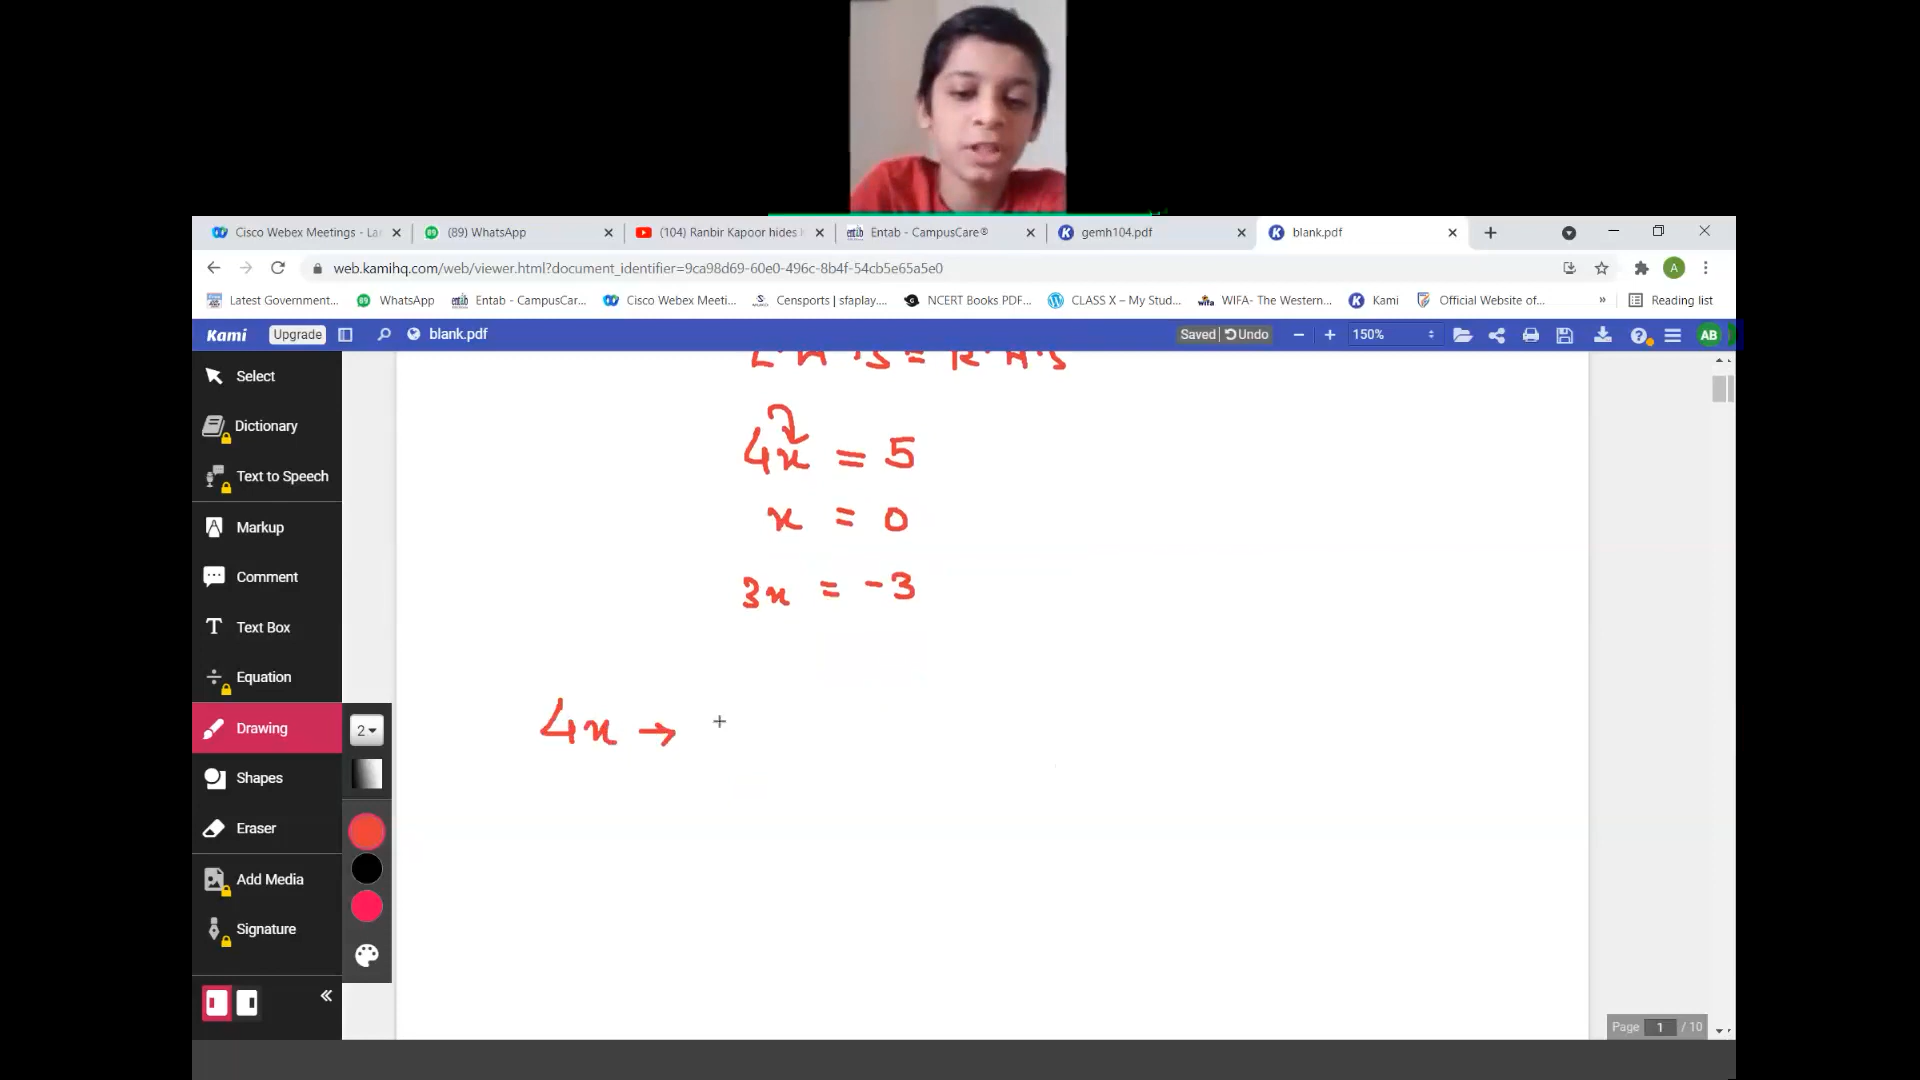 Cisco Webex Meetings - La
(89) WhatsApp
(104) Ranbir Kapoor hides
Entab - CampusCare®
gemh104.pdf
blank.pdf
web.kamihq.com/web/viewer.html?document_identifier=9ca98d69-60e0-496c-8b4f-54cb5e65a5e0
A
Latest Government...
WhatsApp
Entab - CampusCar...
Cisco Webex Meeti...
Censports | sfaplay....
NCERT Books PDF...
CLASS X – My Stud...
WIFA- The Western...
Kami
Official Website of...
»
Reading list
Kami
Upgrade
blank.pdf
Saved
Undo
150%
AB
Select
Dictionary
Text to Speech
Markup
Comment
Text Box
Equation
Drawing
Shapes
Eraser
Add Media
Signature
2
L.H.S = R.H.S
4x = 5
x = 0
3x = -3
4x →
Page 1 / 10